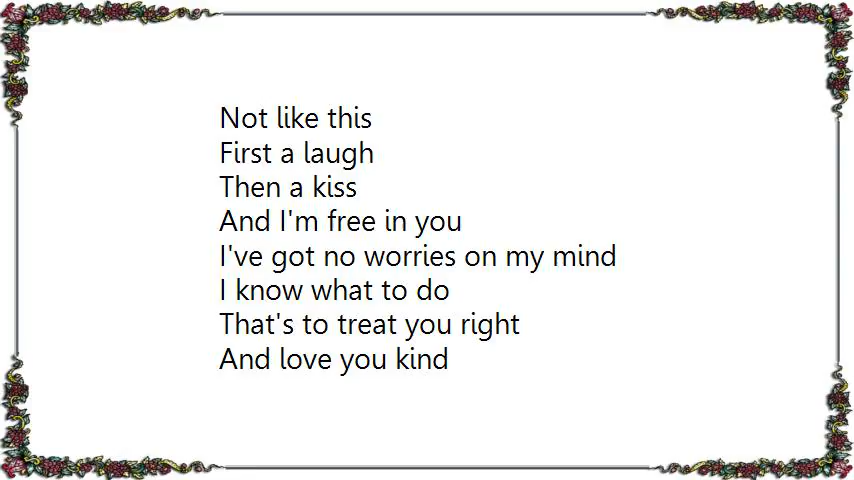 Not like this
First a laugh
Then a kiss
And I'm free in you
I've got no worries on my mind
I know what to do
That's to treat you right
And love you kind